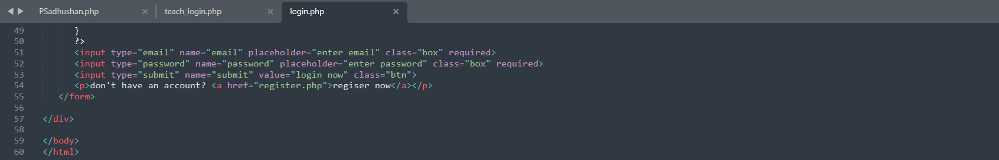 PSadhushan.php × teach_login.php × login.php ×
49 }
50 ?>
51 <input type="email" name="email" placeholder="enter email" class="box" required>
52 <input type="password" name="password" placeholder="enter password" class="box" required>
53 <input type="submit" name="submit" value="login now" class="btn">
54 <p>don't have an account? <a href="register.php">regiser now</a></p>
55 </form>
56
57 </div>
58
59 </body>
60 </html>